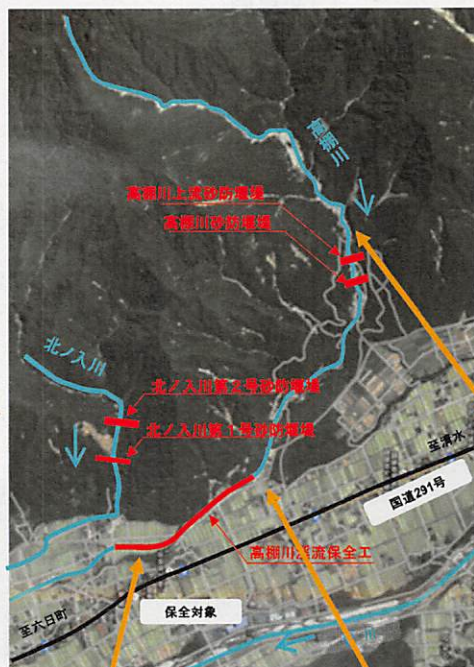 高棚川
高棚川上流砂防堰堤
高棚川砂防堰堤
北ノ入川
北ノ入川第2号砂防堰堤
北ノ入川第1号砂防堰堤
至清水
国道291号
高棚川渓流保全工
保全対象
至六日町
川